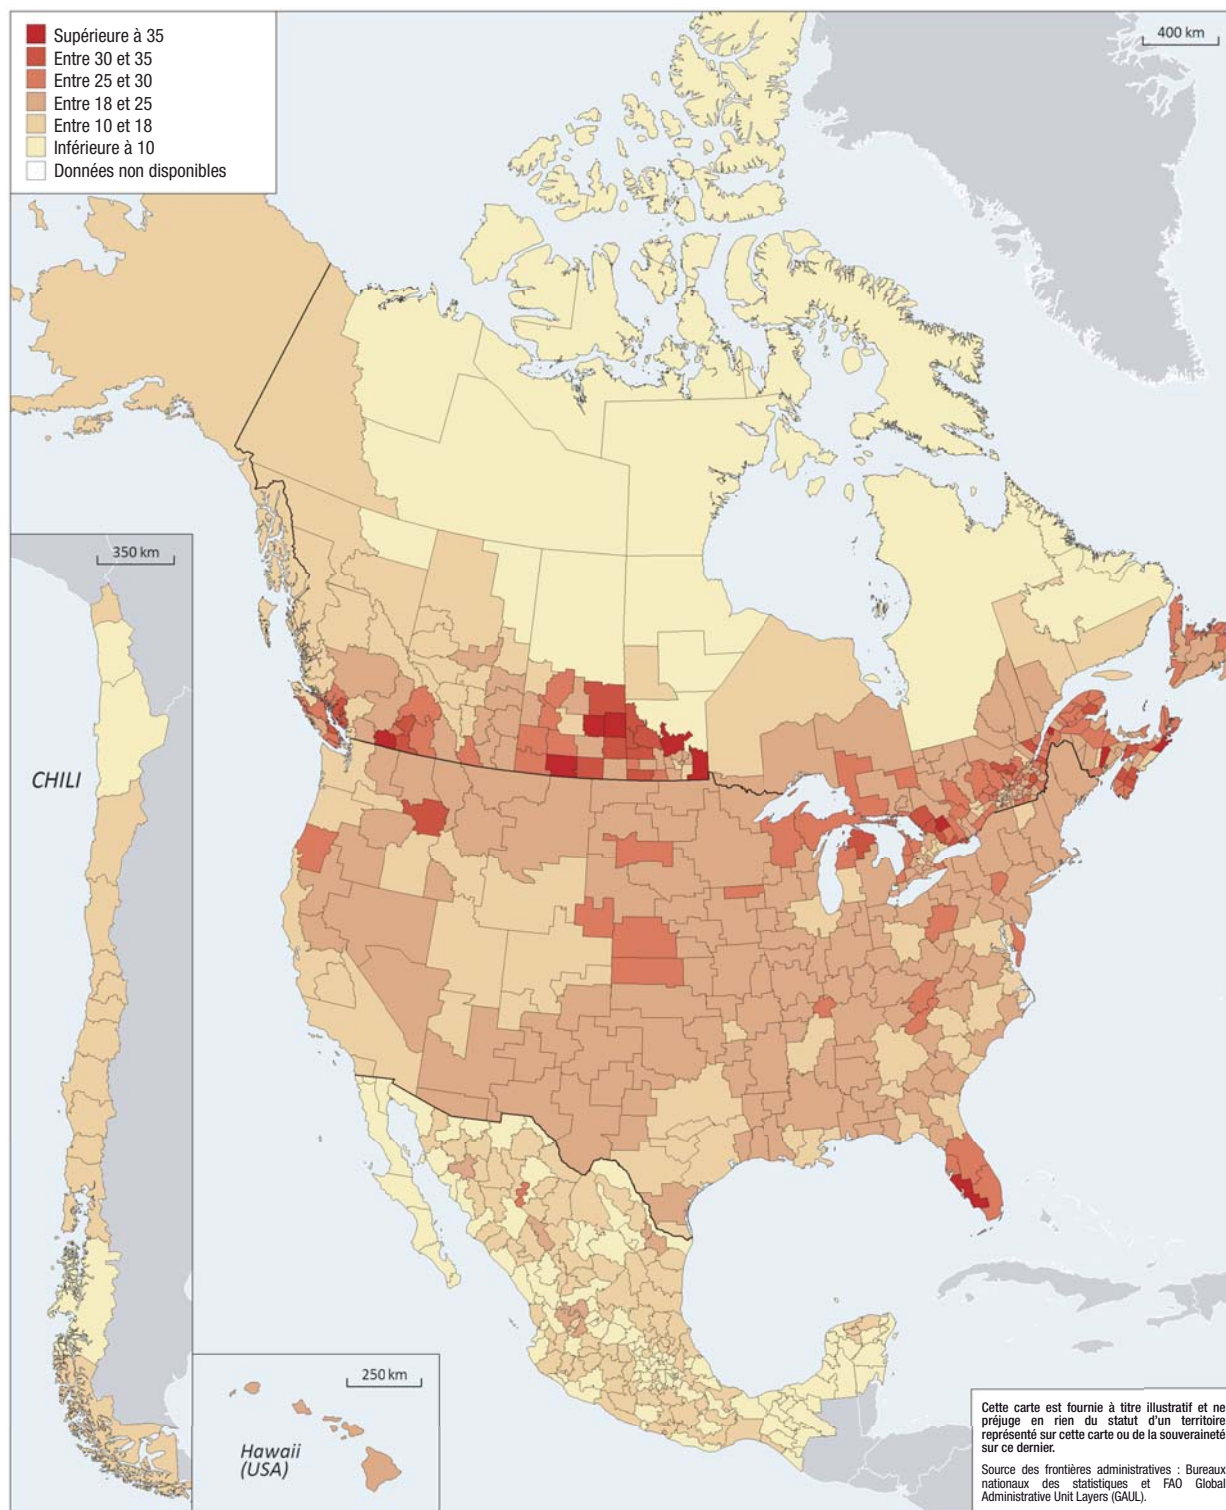 Supérieure à 35
Entre 30 et 35
Entre 25 et 30
Entre 18 et 25
Entre 10 et 18
Inférieure à 10
Données non disponibles
400 km
350 km
CHILI
250 km
Hawaii
(USA)
Cette carte est fournie à titre illustratif et ne
préjuge en rien du statut d'un territoire
représenté sur cette carte ou de la souveraineté
sur ce dernier.
Source des frontières administratives : Bureaux
nationaux des statistiques et FAO Global
Administrative Unit Layers (GAUL).